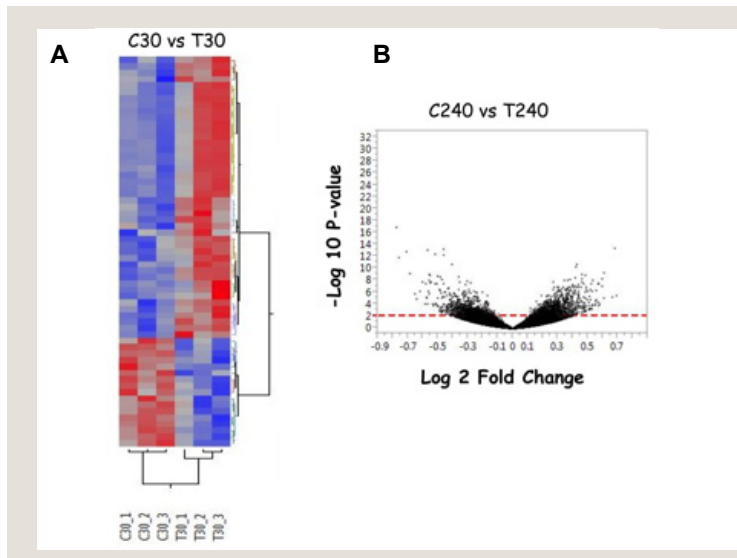 C30 vs T30
A
B
C240 vs T240
32
30
28
26
24
22
20
18
16
14
12
10
8
6
4
2
0
-Log 10 P-value
-0.9 -0.7 -0.5 -0.3 -0.1 0 0.1 0.3 0.5 0.7
Log 2 Fold Change
C30_1
C30_2
C30_3
T30_1
T30_2
T30_3